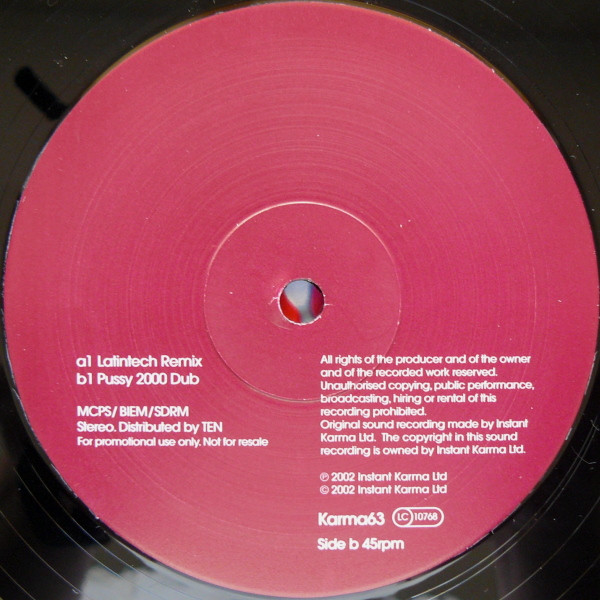 a1 Latintech Remix
b1 Pussy 2000 Dub
MCPS/BIEM/SDRM
Stereo. Distributed by TEN
For promotional use only. Not for resale
All rights of the producer and of the owner
and of the recorded work reserved.
Unauthorised copying, public performance,
broadcasting, hiring or rental of this
recording prohibited.
Original sound recording made by Instant
Karma Ltd. The copyright in this sound
recording is owned by Instant Karma Ltd.
℗ 2002 Instant Karma Ltd
© 2002 Instant Karma Ltd
Karma63 LC 10768
Side b 45rpm